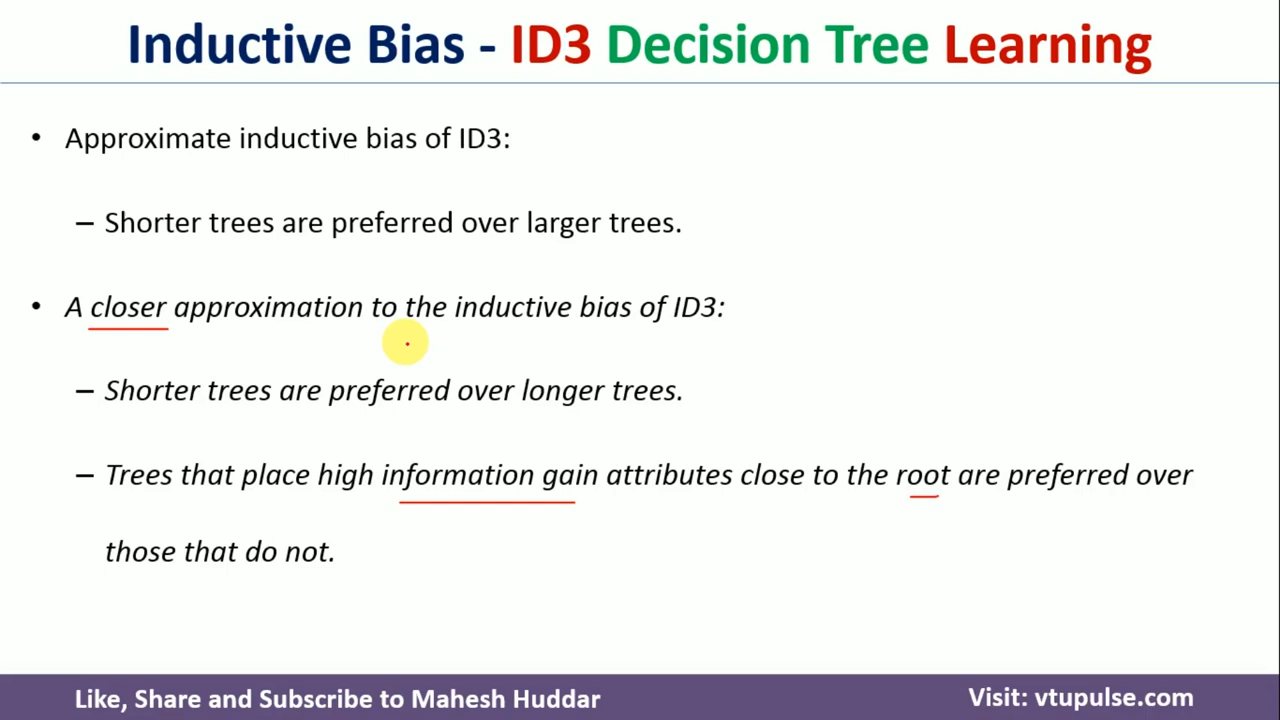 Inductive Bias - ID3 Decision Tree Learning
• Approximate inductive bias of ID3:
– Shorter trees are preferred over larger trees.
• A closer approximation to the inductive bias of ID3:
– Shorter trees are preferred over longer trees.
– Trees that place high information gain attributes close to the root are preferred over
those that do not.
Like, Share and Subscribe to Mahesh Huddar
Visit: vtupulse.com